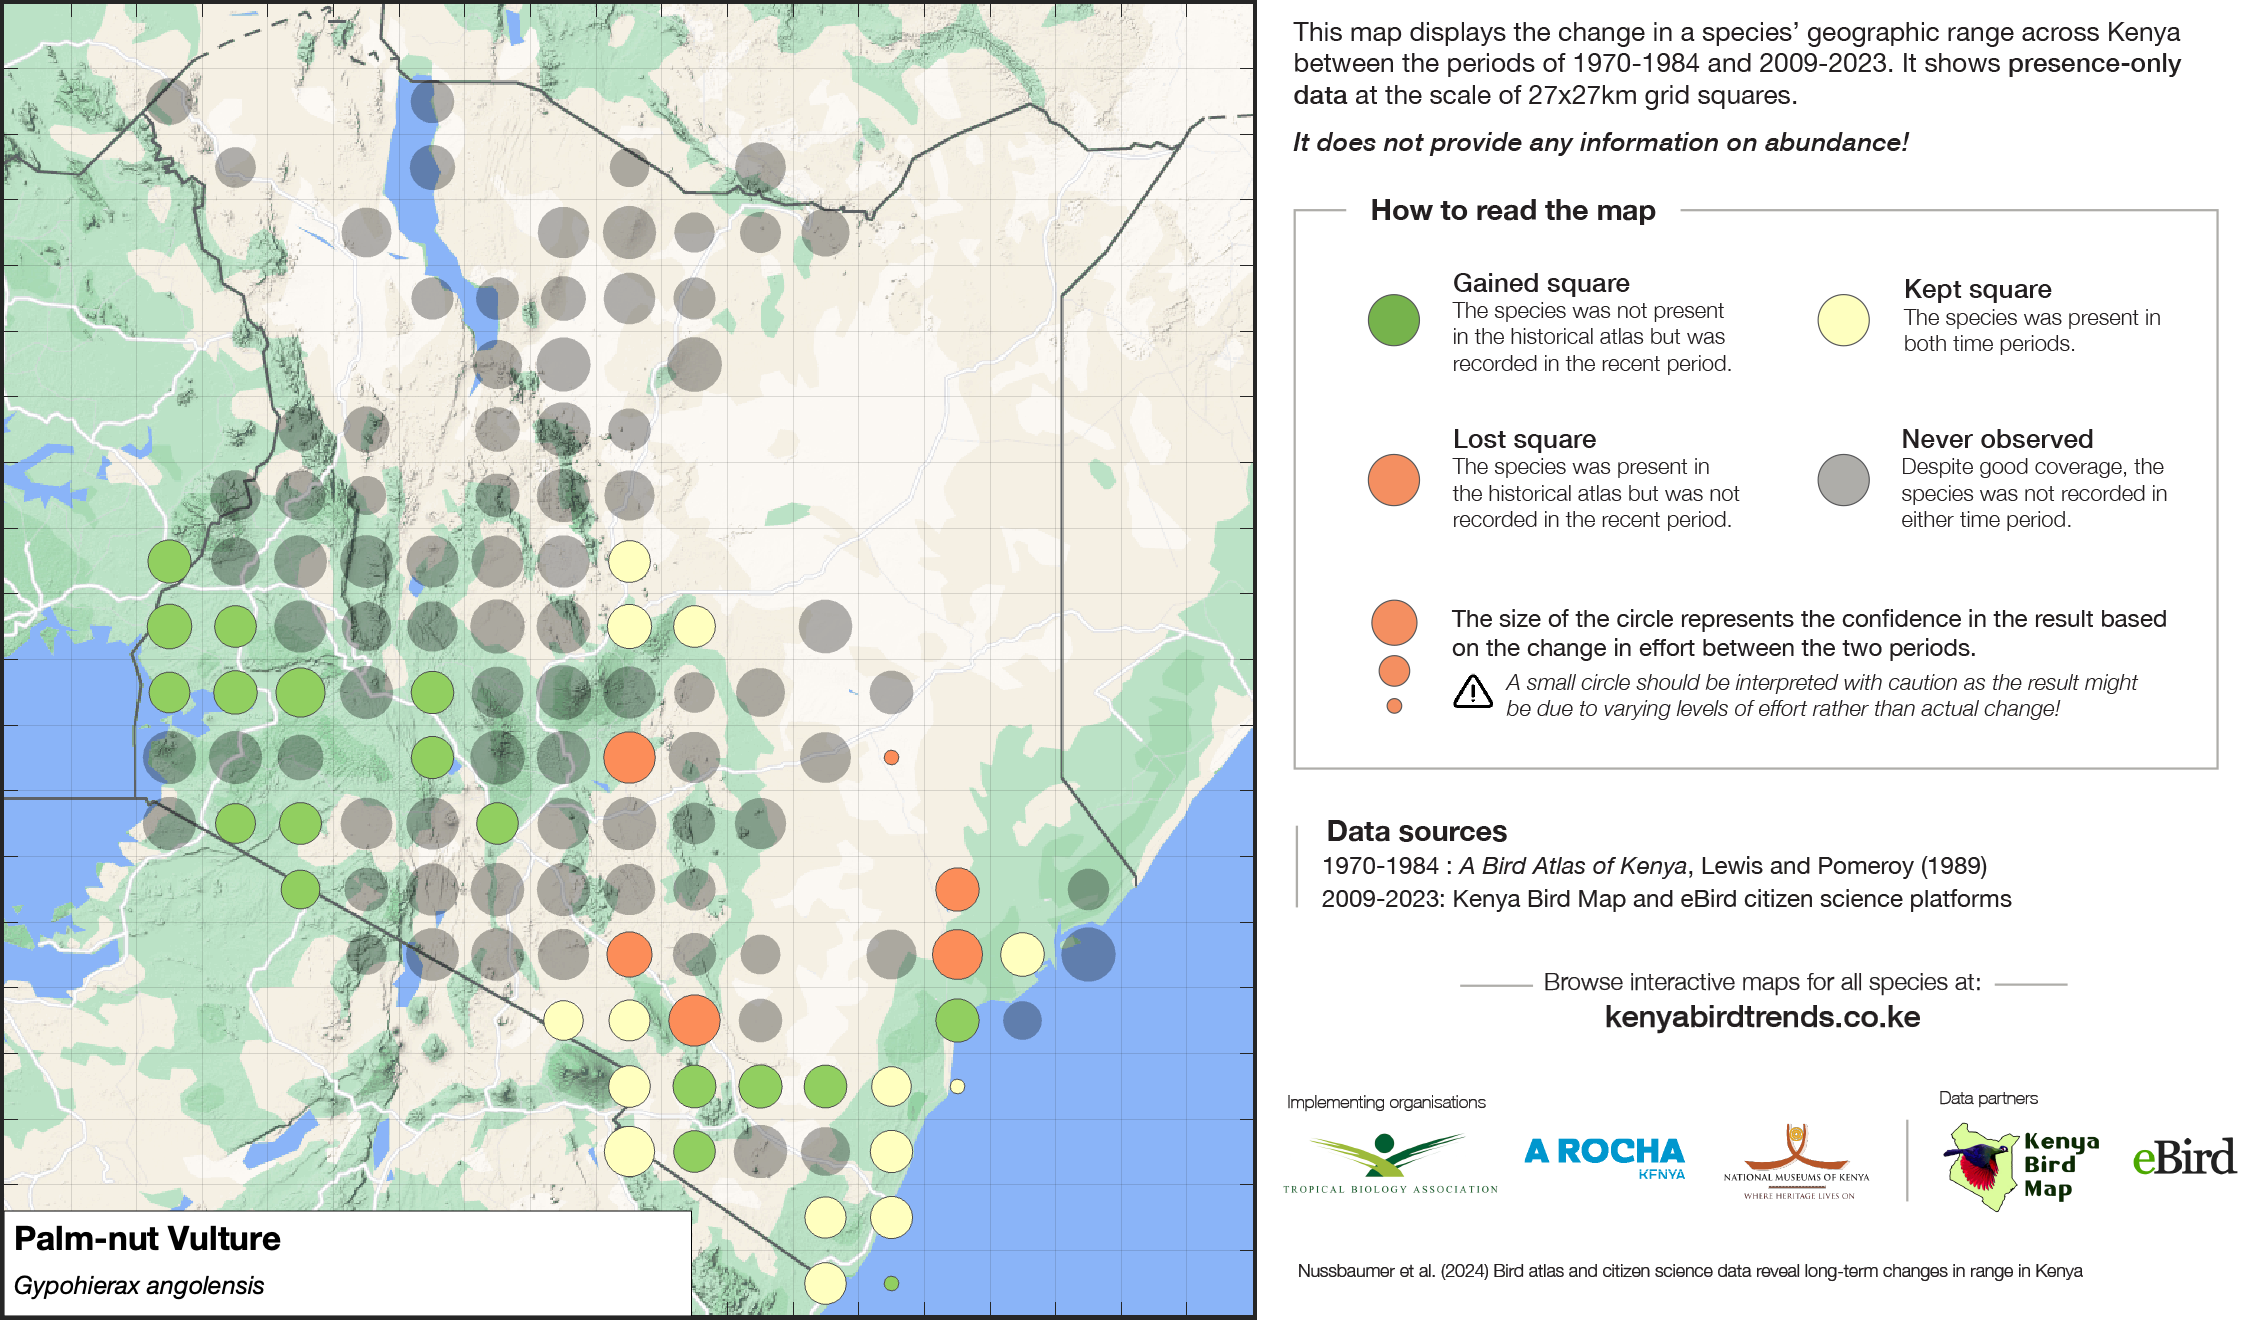 This map displays the change in a species’ geographic range across Kenya
between the periods of 1970-1984 and 2009-2023. It shows presence-only
data at the scale of 27x27km grid squares.
It does not provide any information on abundance!
How to read the map
Gained square
The species was not present
in the historical atlas but was
recorded in the recent period.
Kept square
The species was present in
both time periods.
Lost square
The species was present in
the historical atlas but was not
recorded in the recent period.
Never observed
Despite good coverage, the
species was not recorded in
either time period.
The size of the circle represents the confidence in the result based
on the change in effort between the two periods.
A small circle should be interpreted with caution as the result might
be due to varying levels of effort rather than actual change!
Data sources
1970-1984 : A Bird Atlas of Kenya, Lewis and Pomeroy (1989)
2009-2023: Kenya Bird Map and eBird citizen science platforms
Browse interactive maps for all species at:
kenyabirdtrends.co.ke
Implementing organisations
Data partners
TROPICAL BIOLOGY ASSOCIATION
A ROCHA
KENYA
NATIONAL MUSEUMS OF KENYA
WHERE HERITAGE LIVES ON
Kenya
Bird
Map
eBird
Nussbaumer et al. (2024) Bird atlas and citizen science data reveal long-term changes in range in Kenya
Palm-nut Vulture
Gypohierax angolensis